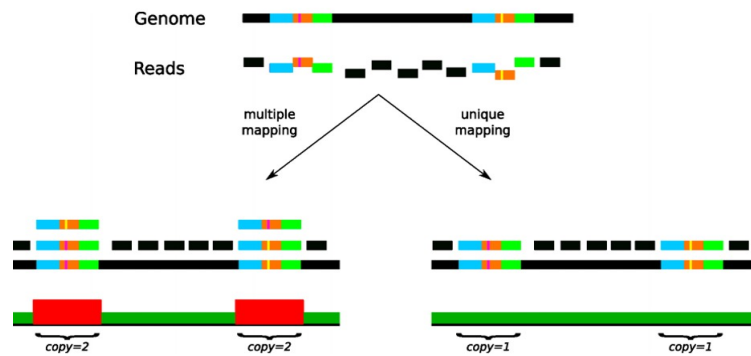 Genome
Reads
multiple
mapping
unique
mapping
copy=2
copy=2
copy=1
copy=1